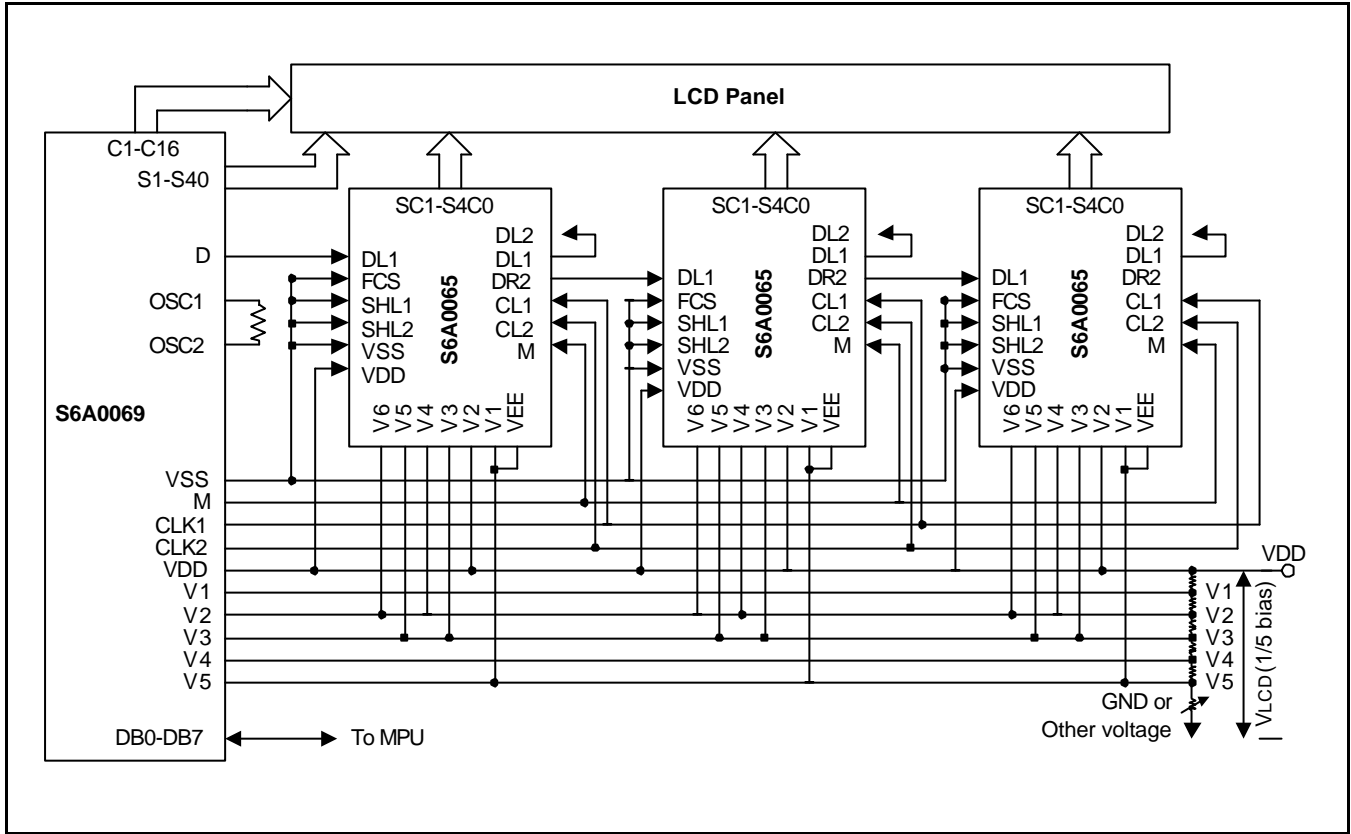 LCD Panel
C1-C16
S1-S40
D
OSC1
OSC2
S6A0069
VSS
M
CLK1
CLK2
VDD
V1
V2
V3
V4
V5
DB0-DB7
To MPU
SC1-S4C0
DL1
FCS
SHL1
SHL2
VSS
VDD
S6A0065
DL2
DL1
DR2
CL1
CL2
M
V6
V5
V4
V3
V2
V1
VEE
SC1-S4C0
DL1
FCS
SHL1
SHL2
VSS
VDD
S6A0065
DL2
DL1
DR2
CL1
CL2
M
V6
V5
V4
V3
V2
V1
VEE
SC1-S4C0
DL1
FCS
SHL1
SHL2
VSS
VDD
S6A0065
DL2
DL1
DR2
CL1
CL2
M
V6
V5
V4
V3
V2
V1
VEE
VDD
V1
V2
V3
V4
V5
GND or
Other voltage
VLCD (1/5 bias)